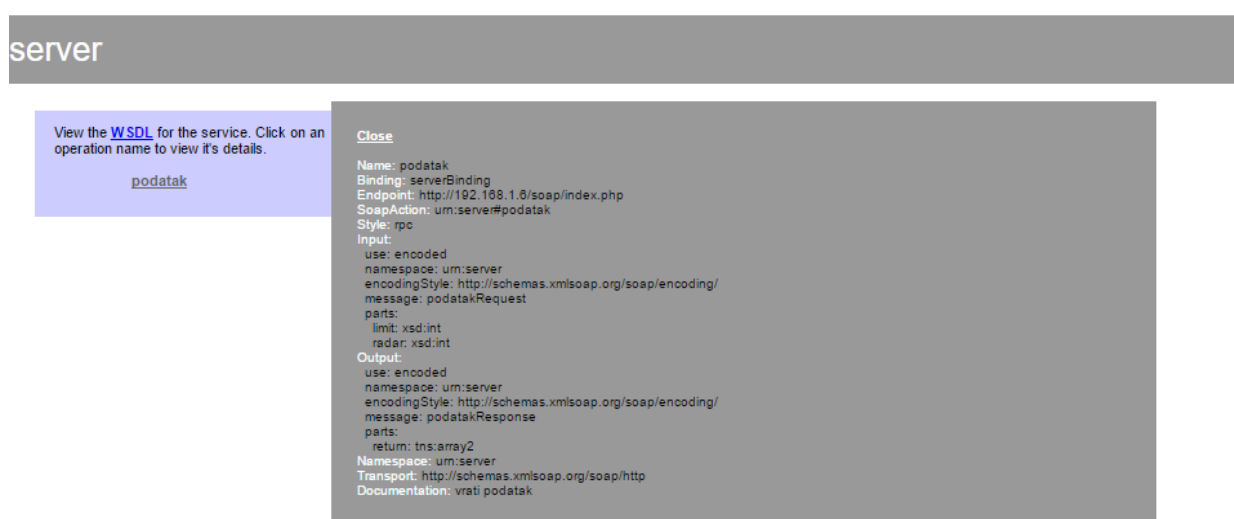 server
View the WSDL for the service. Click on an
operation name to view it's details.
podatak
Close
Name: podatak
Binding: serverBinding
Endpoint: http://192.168.1.6/soap/index.php
SoapAction: urn:server#podatak
Style: rpc
Input:
use: encoded
namespace: urn:server
encodingStyle: http://schemas.xmlsoap.org/soap/encoding/
message: podatakRequest
parts:
limit: xsd:int
radar: xsd:int
Output:
use: encoded
namespace: urn:server
encodingStyle: http://schemas.xmlsoap.org/soap/encoding/
message: podatakResponse
parts:
return: tns:array2
Namespace: urn:server
Transport: http://schemas.xmlsoap.org/soap/http
Documentation: vrati podatak